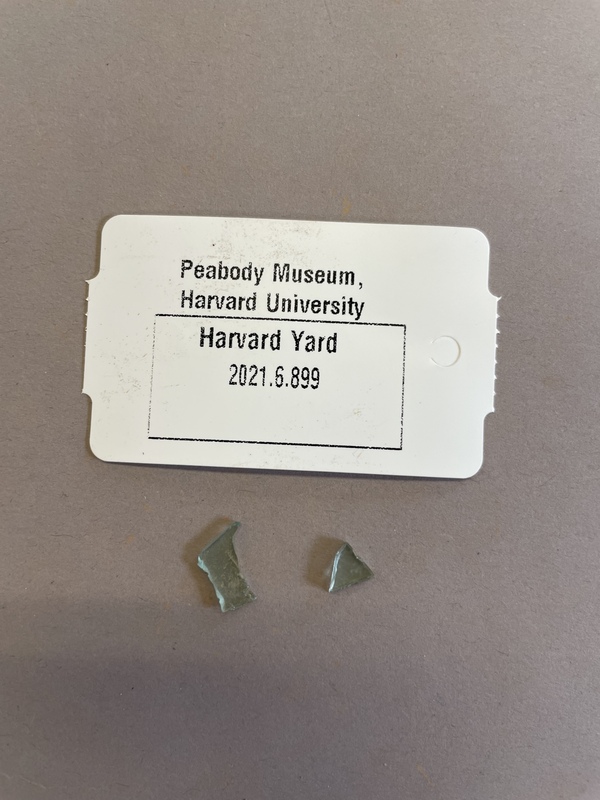 Peabody Museum,
Harvard University
Harvard Yard
2021.6.899